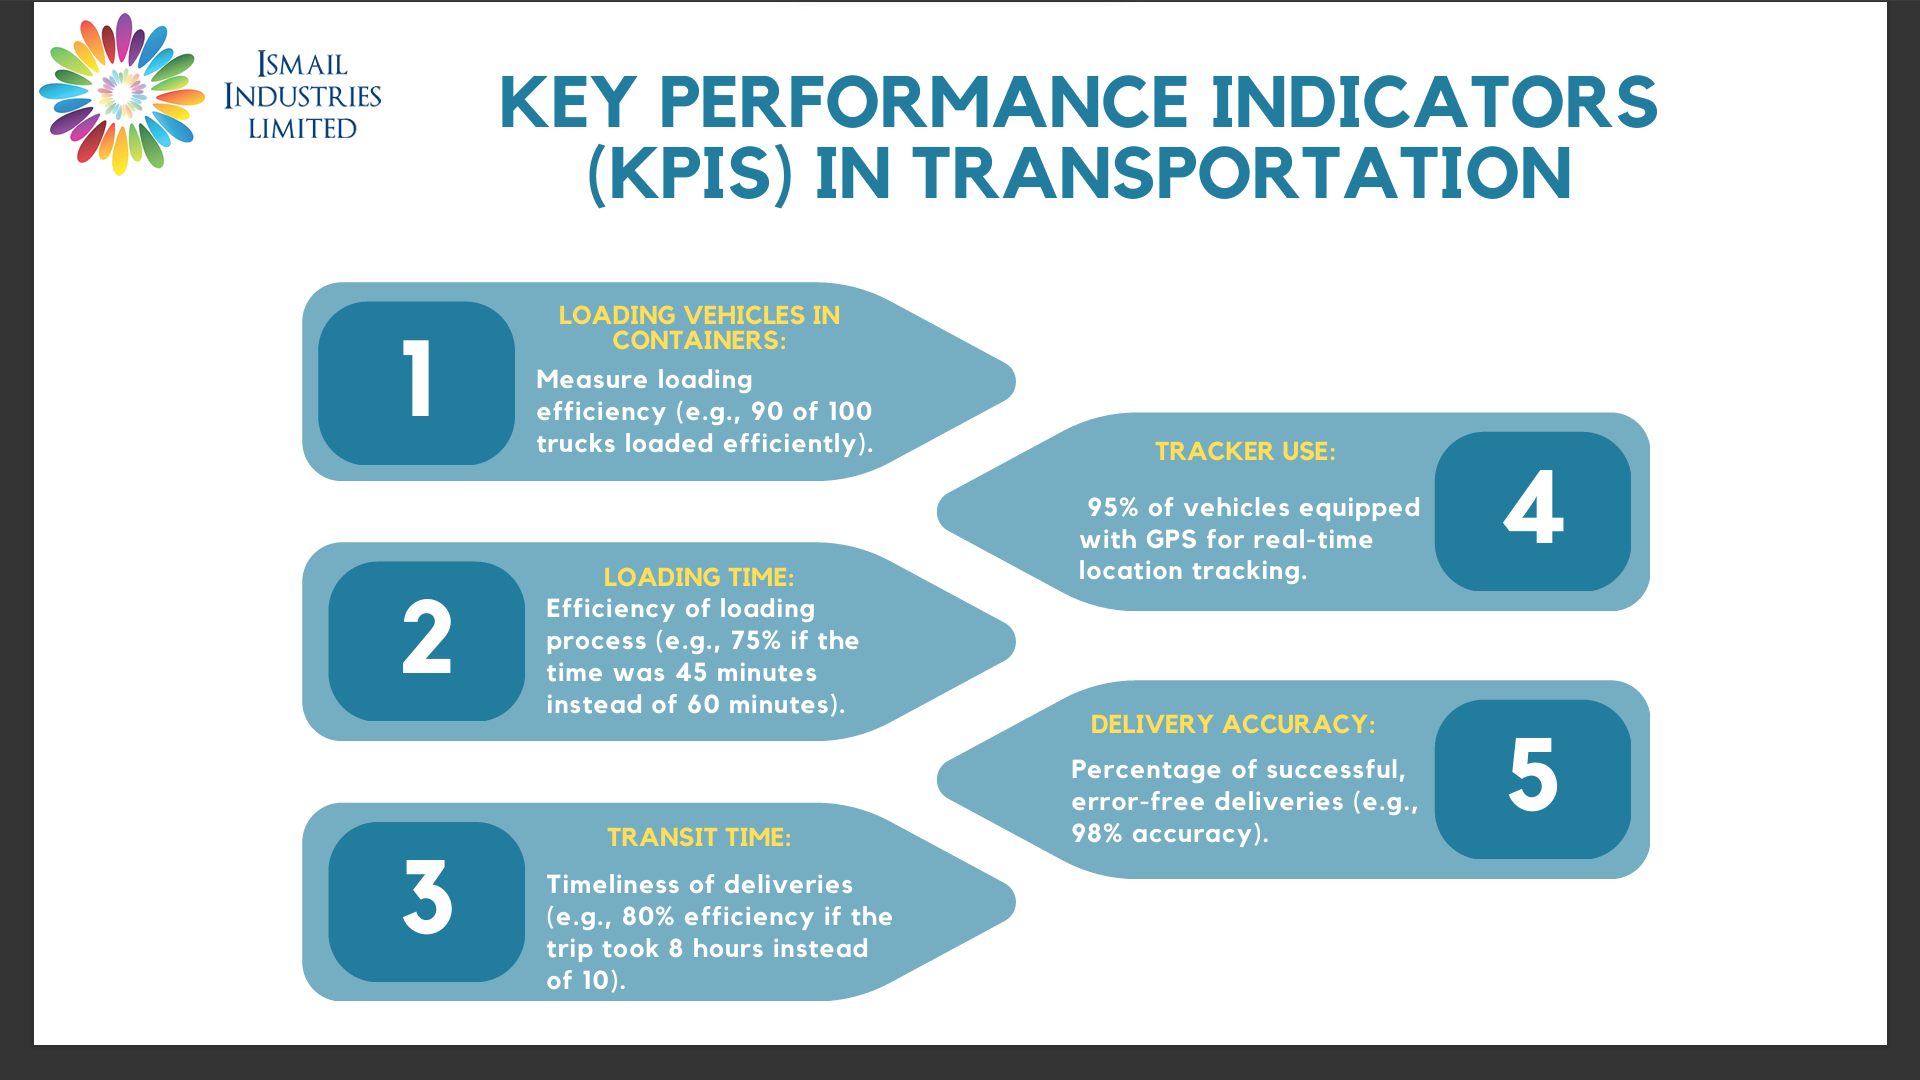 ISMAIL
INDUSTRIES
LIMITED
KEY PERFORMANCE INDICATORS
(KPIS) IN TRANSPORTATION
1
LOADING VEHICLES IN
CONTAINERS:
Measure loading
efficiency (e.g., 90 of 100
trucks loaded efficiently).
2
LOADING TIME:
Efficiency of loading
process (e.g., 75% if the
time was 45 minutes
instead of 60 minutes).
3
TRANSIT TIME:
Timeliness of deliveries
(e.g., 80% efficiency if the
trip took 8 hours instead
of 10).
4
TRACKER USE:
95% of vehicles equipped
with GPS for real-time
location tracking.
5
DELIVERY ACCURACY:
Percentage of successful,
error-free deliveries (e.g.,
98% accuracy).